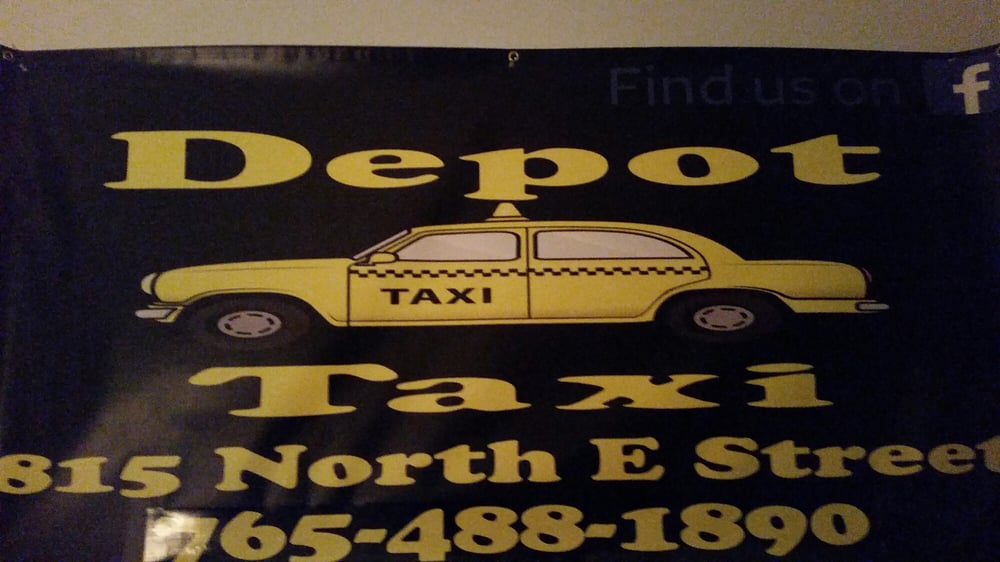 Find us on f
Depot
TAXI
Taxi
815 North E Street
765-488-1890